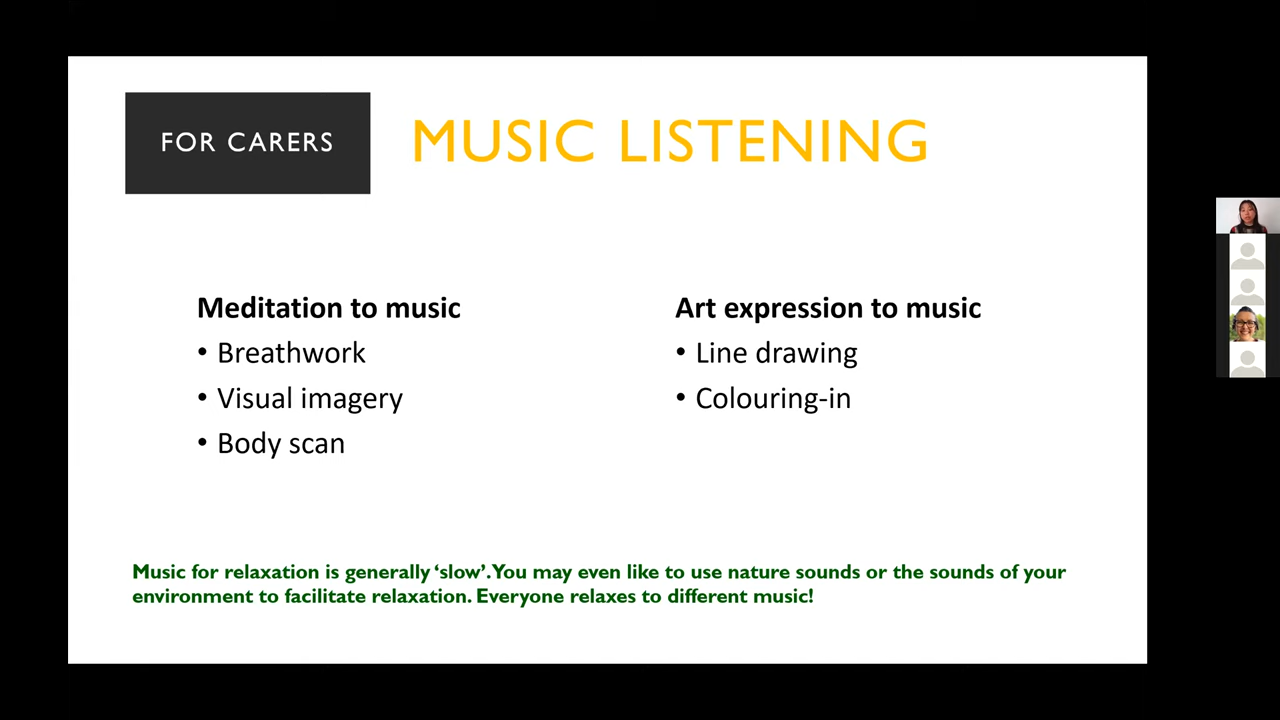 FOR CARERS
MUSIC LISTENING
Meditation to music
• Breathwork
• Visual imagery
• Body scan
Art expression to music
• Line drawing
• Colouring-in
Music for relaxation is generally ‘slow’. You may even like to use nature sounds or the sounds of your
environment to facilitate relaxation. Everyone relaxes to different music!